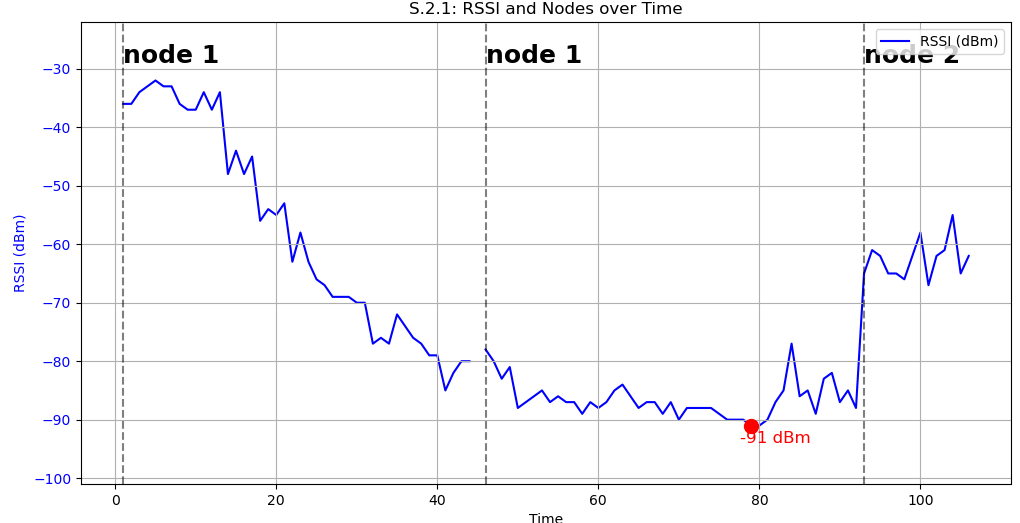 S.2.1: RSSI and Nodes over Time
node 1
node 1
node 2
RSSI (dBm)
−30
−40
−50
−60
−70
−80
−90
−100
RSSI (dBm)
-91 dBm
0
20
40
60
80
100
Time